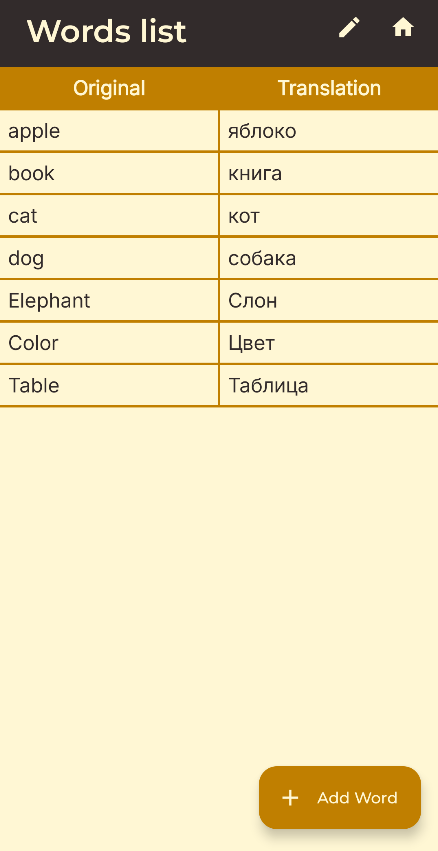 Words list
Original Translation
apple яблоко
book книга
cat кот
dog собака
Elephant Слон
Color Цвет
Table Таблица
Add Word